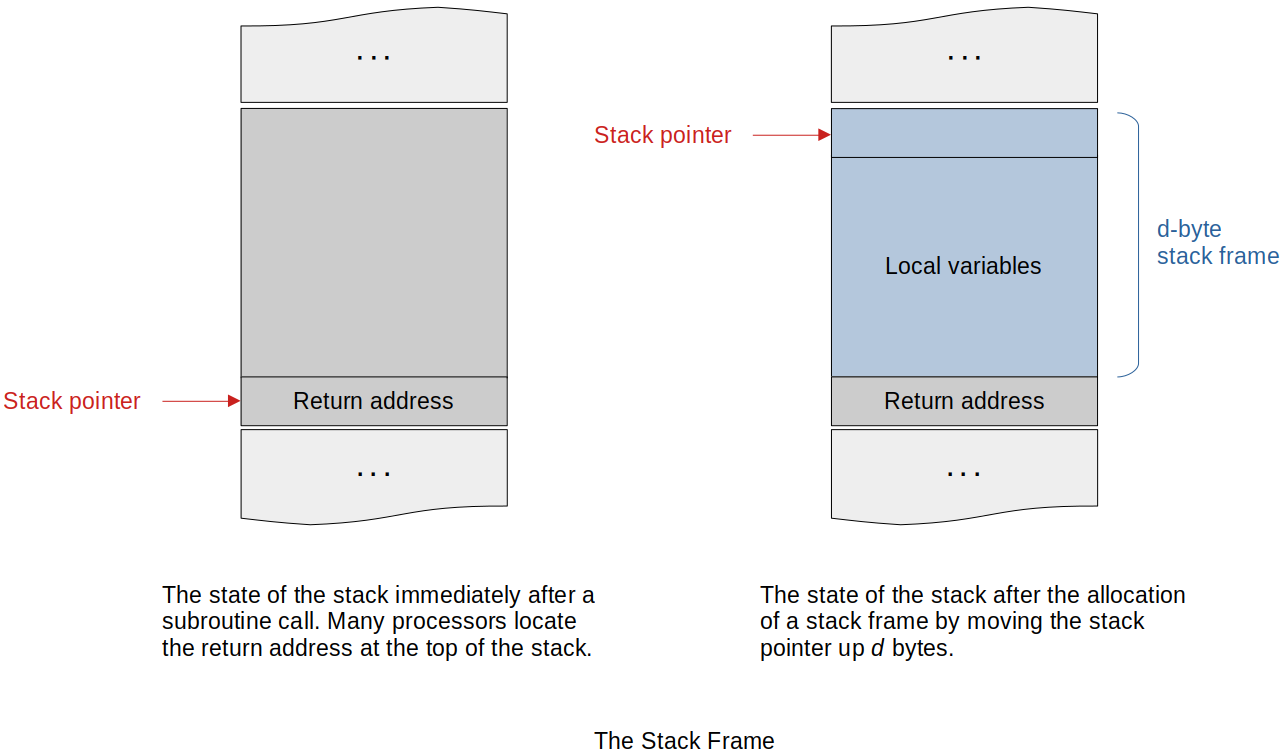 ...
...
Stack pointer
d-byte
stack frame
Local variables
Stack pointer
Return address
Return address
...
...
The state of the stack immediately after a
subroutine call. Many processors locate
the return address at the top of the stack.
The state of the stack after the allocation
of a stack frame by moving the stack
pointer up d bytes.
The Stack Frame